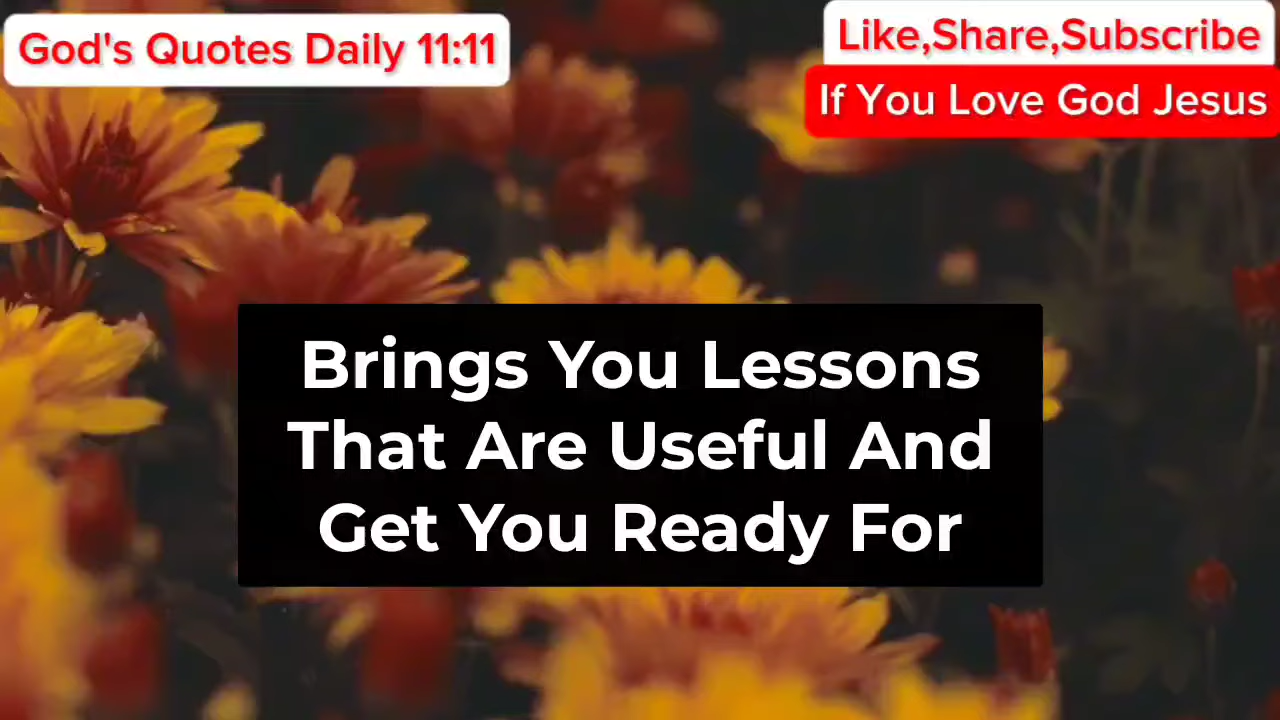 God's Quotes Daily 11:11
Like,Share,Subscribe
If You Love God Jesus
Brings You Lessons
That Are Useful And
Get You Ready For